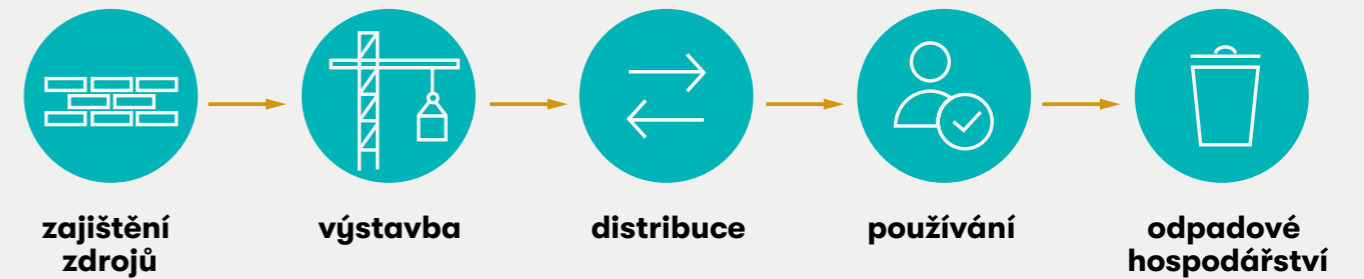 zajištění
zdrojů
výstavba
distribuce
používání
odpadové
hospodářství